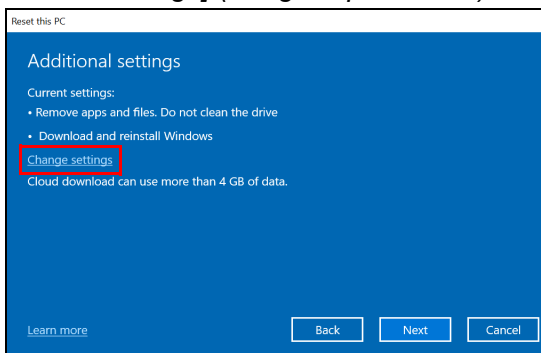 Reset this PC
Additional settings
Current settings:
• Remove apps and files. Do not clean the drive
• Download and reinstall Windows
Change settings
Cloud download can use more than 4 GB of data.
Learn more
Back
Next
Cancel